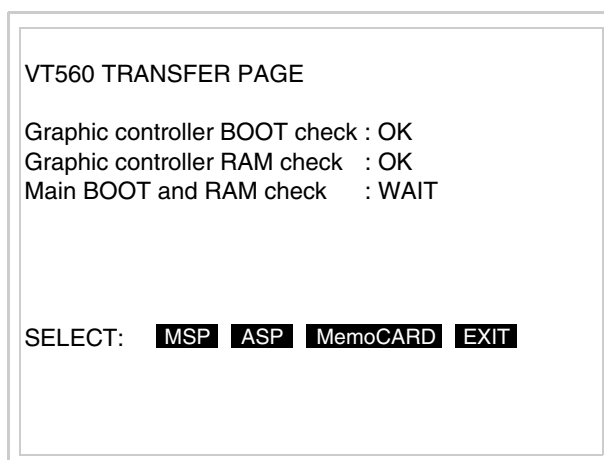 VT560 TRANSFER PAGE
Graphic controller BOOT check : OK
Graphic controller RAM check : OK
Main BOOT and RAM check : WAIT
SELECT: MSP ASP MemoCARD EXIT